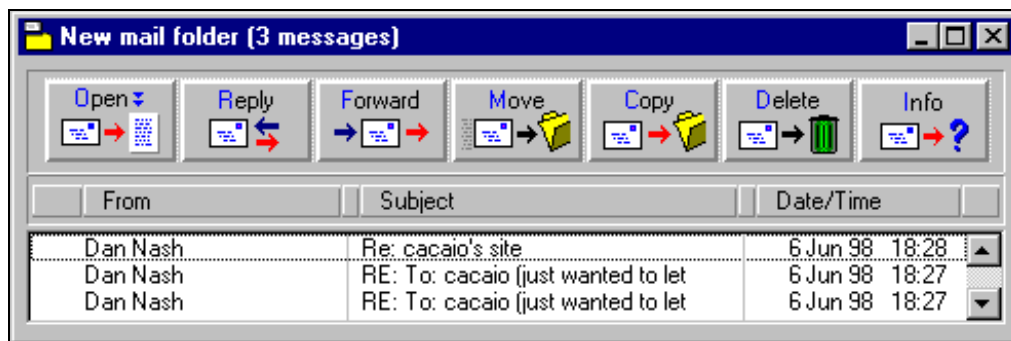 New mail folder (3 messages)
Open Reply Forward Move Copy Delete Info
From Subject Date/Time
Dan Nash Re: cacaio's site 6 Jun 98 18:28
Dan Nash RE: To: cacaio (just wanted to let 6 Jun 98 18:27
Dan Nash RE: To: cacaio (just wanted to let 6 Jun 98 18:27